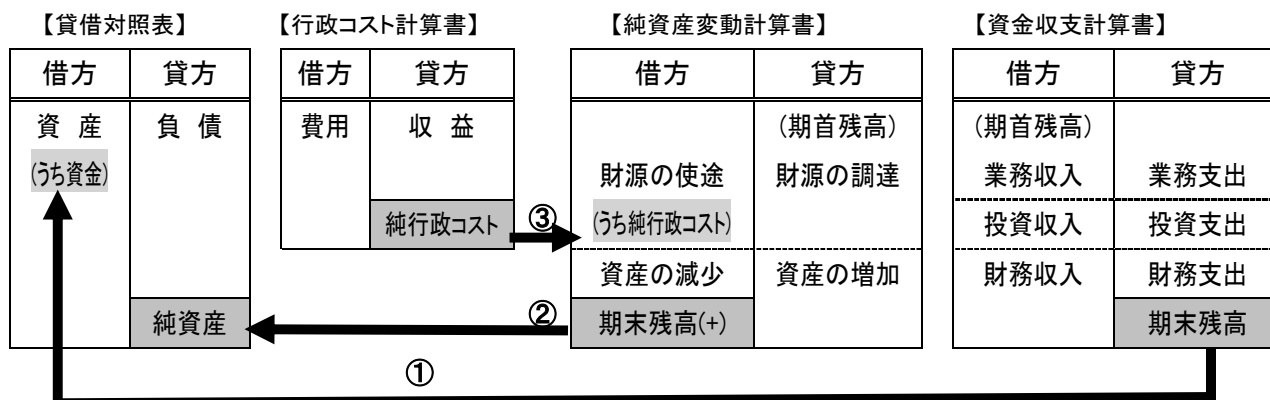 【貸借対照表】 【行政コスト計算書】 【純資産変動計算書】 【資金収支計算書】
借方 貸方 借方 貸方 借方 貸方 借方 貸方
資 産 負 債 費用 収 益 (期首残高) (期首残高)
(うち資金) 財源の使途 財源の調達 業務収入 業務支出
純行政コスト ③ (うち純行政コスト) 投資収入 投資支出
資産の減少 資産の増加 財務収入 財務支出
純資産 ② 期末残高(+) 期末残高
①